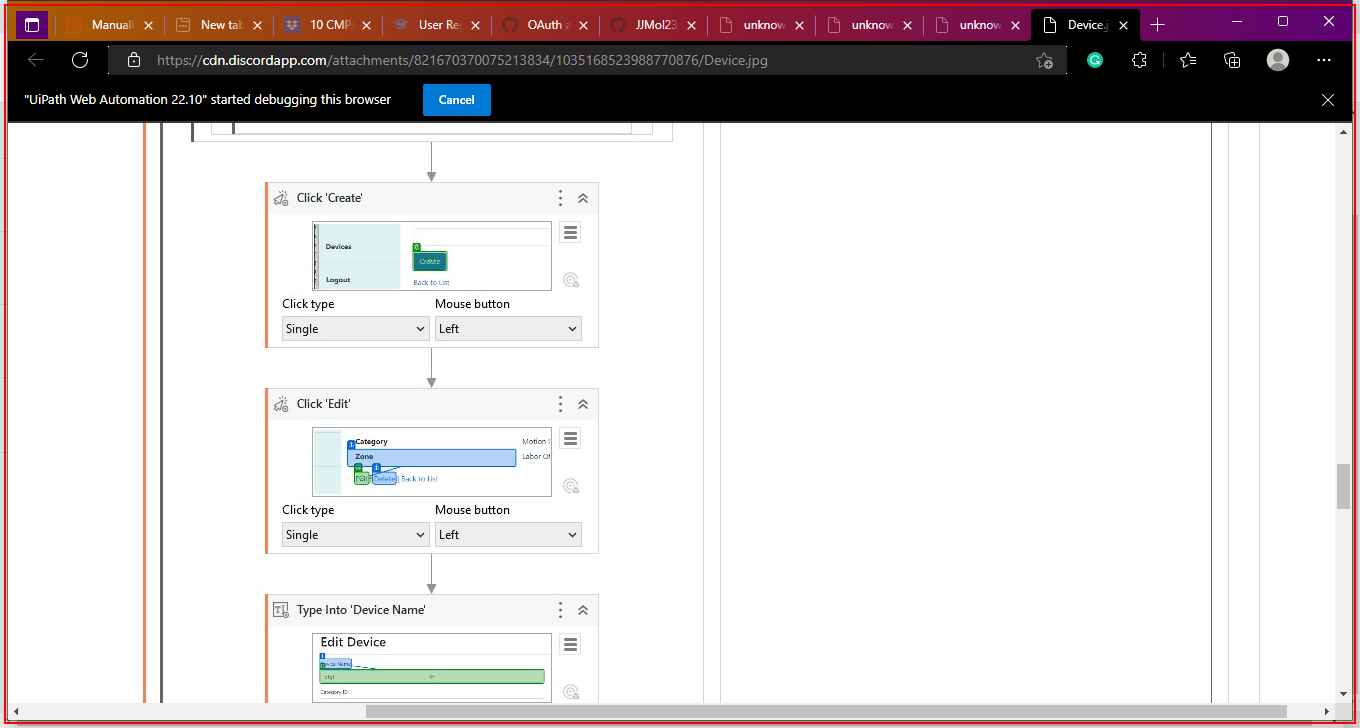 Manuall
New tab
10 CMP
User Re
OAuth a
JJMol23
unknow
unknow
unknow
Device.j
https://cdn.discordapp.com/attachments/821670370075213834/1035168523988770876/Device.jpg
"UiPath Web Automation 22.10" started debugging this browser
Cancel
Click 'Create'
Devices
Create
Logout
Back to List
Click type
Mouse button
Single
Left
Click 'Edit'
Category
Motion S
Zone
Labor Of
Edit Delete | Back to List
Click type
Mouse button
Single
Left
Type Into 'Device Name'
Edit Device
Device Name
Category ID